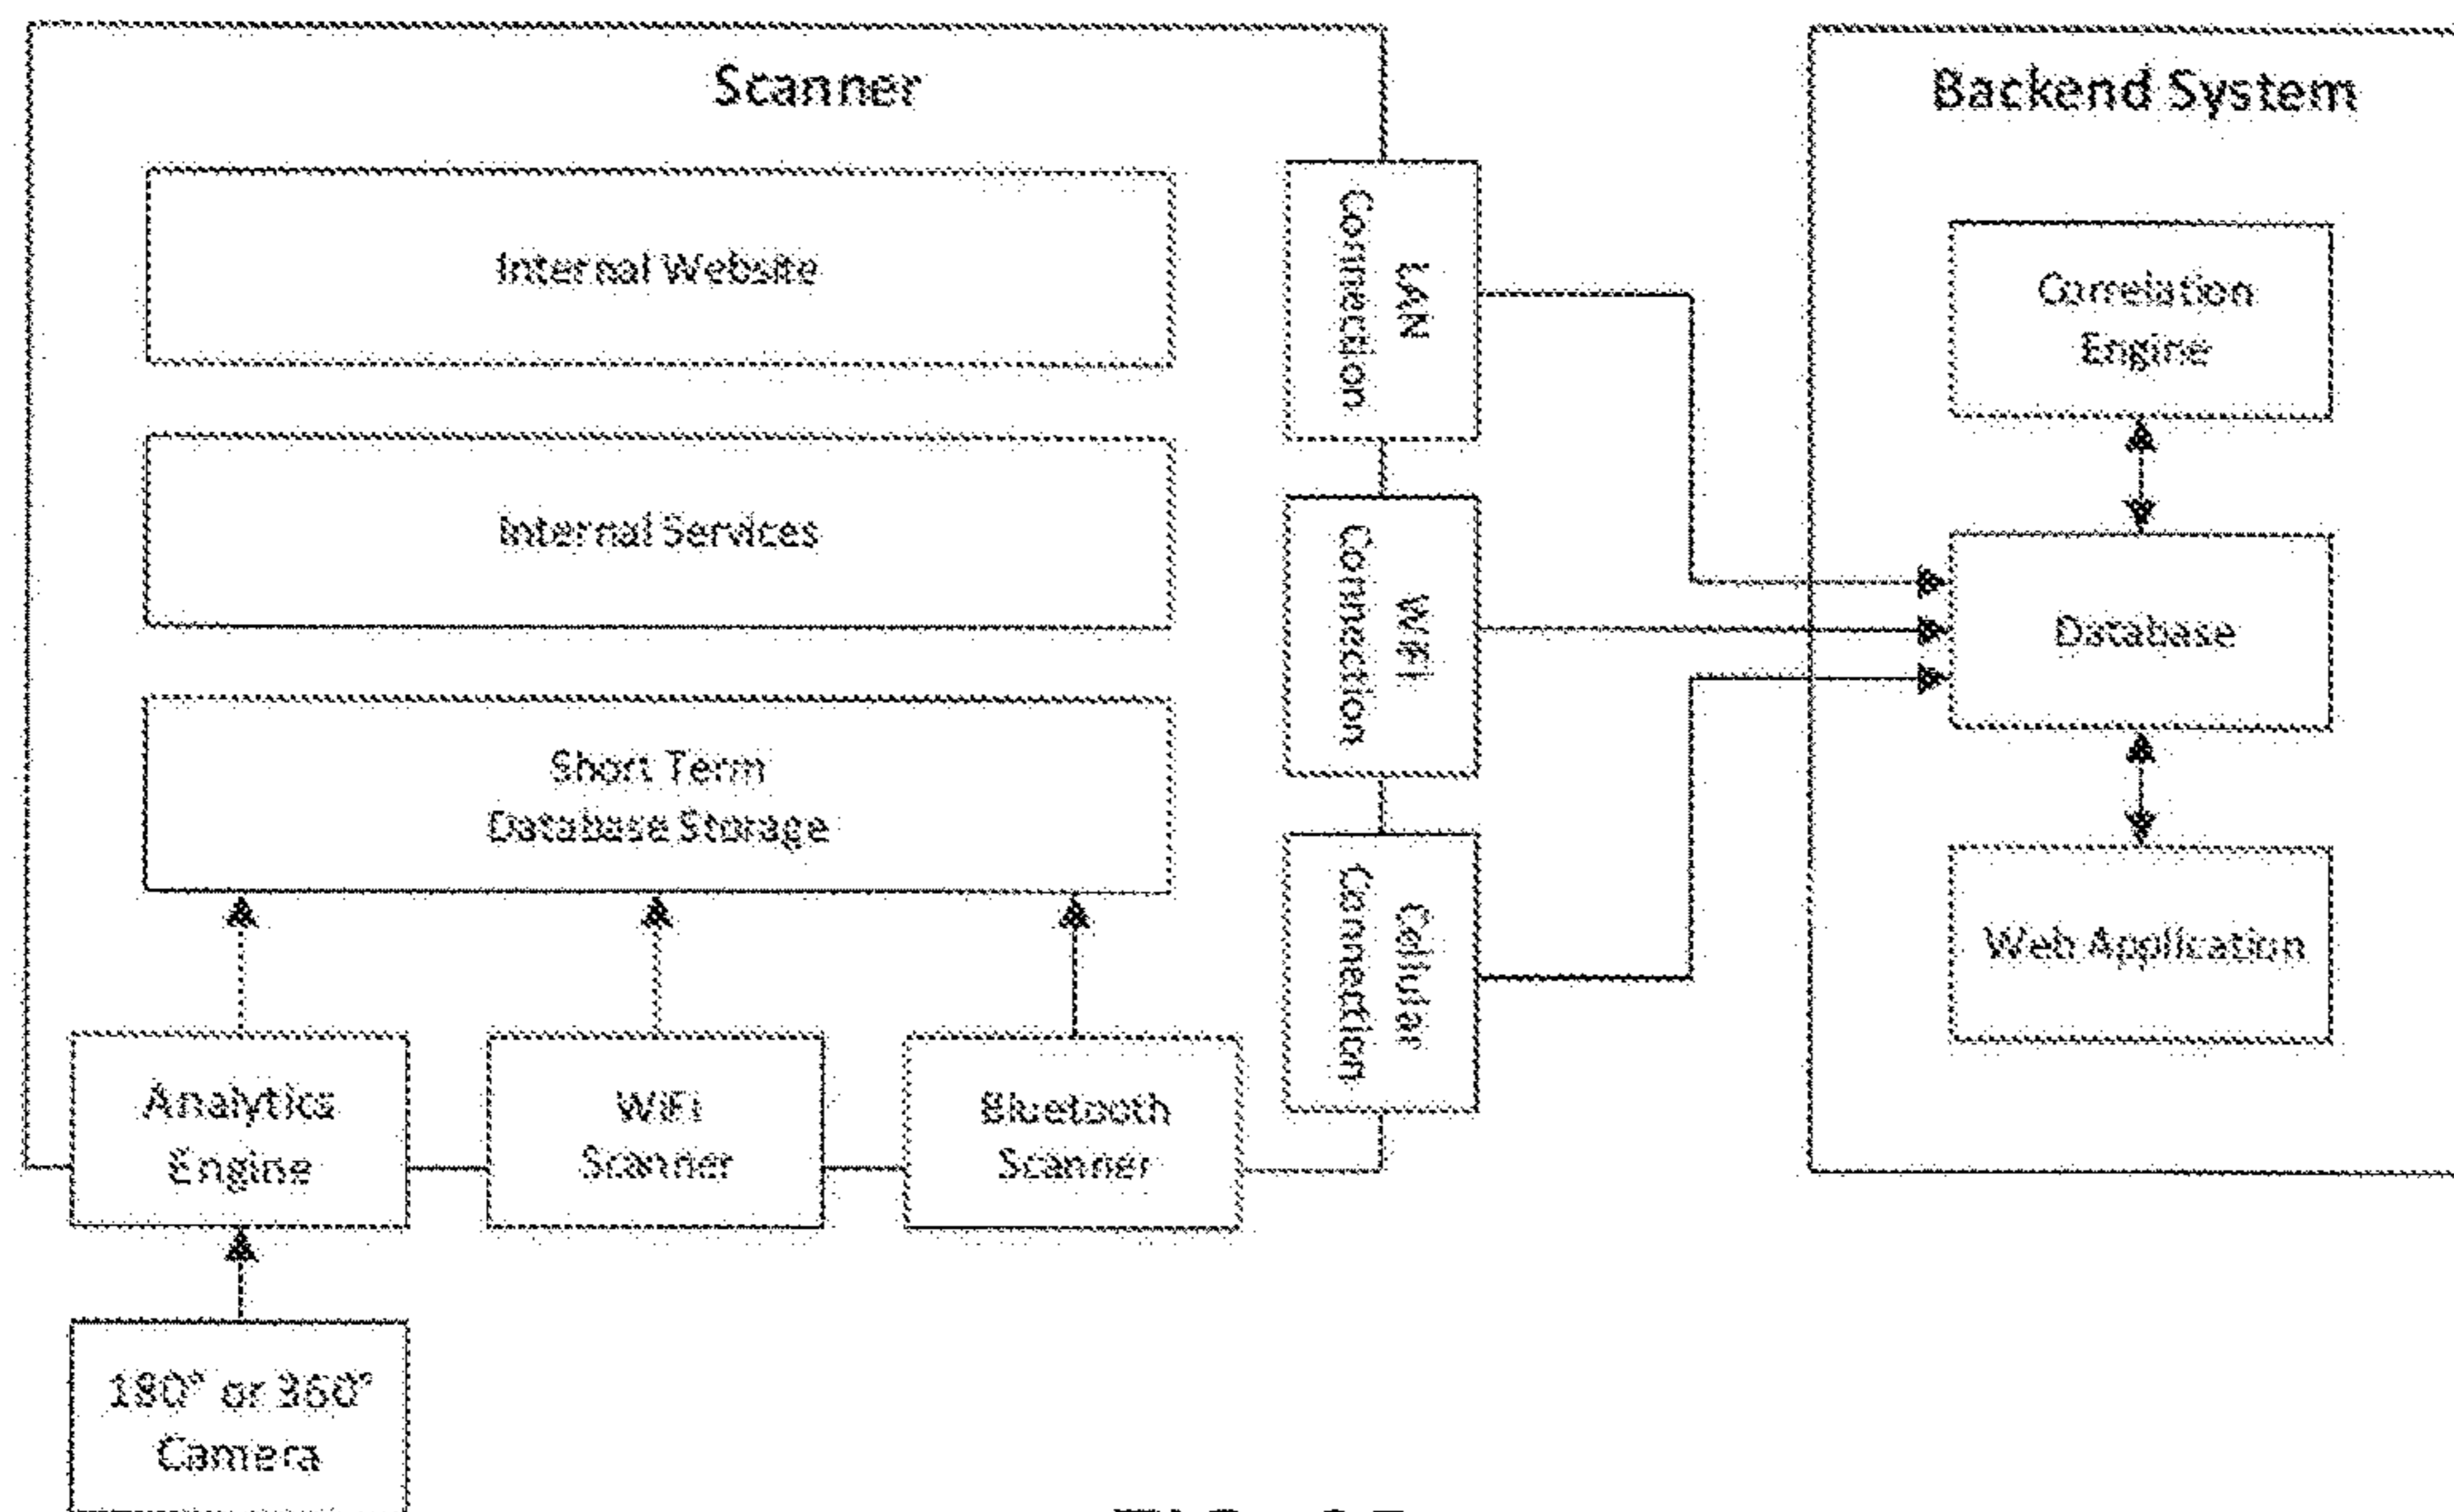 Scanner
Internal Website
Internal Services
Short Term
Database Storage
Analytics
Engine
WiFi
Scanner
Bluetooth
Scanner
180° or 360°
Camera
LAN
Connection
WiFi
Connection
Cellular
Connection
Backend System
Correlation
Engine
Database
Web Application